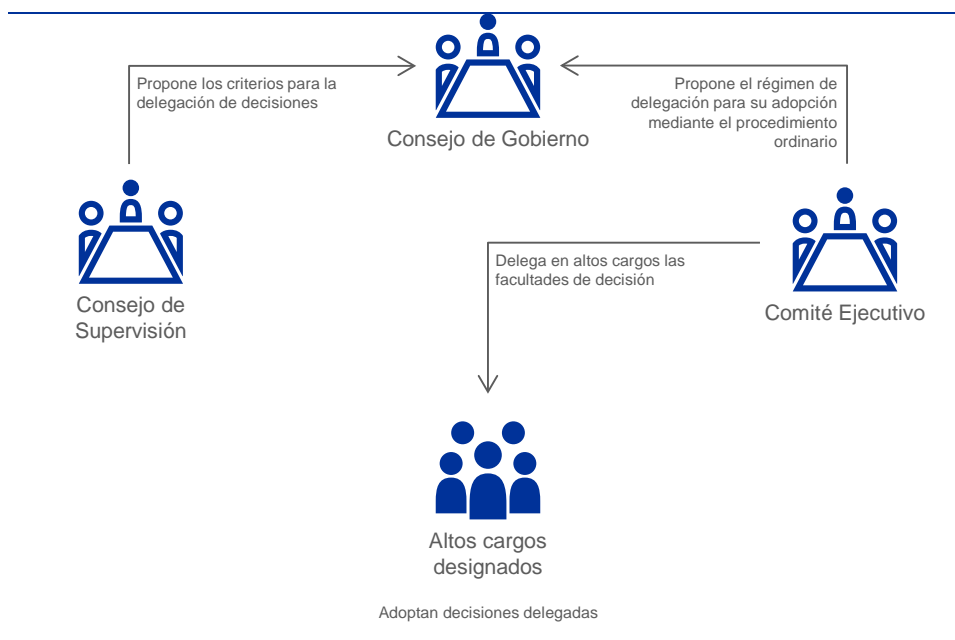 Propone los criterios para la
delegación de decisiones
Consejo de Gobierno
Propone el régimen de
delegación para su adopción
mediante el procedimiento
ordinario
Consejo de
Supervisión
Delega en altos cargos las
facultades de decisión
Comité Ejecutivo
Altos cargos
designados
Adoptan decisiones delegadas